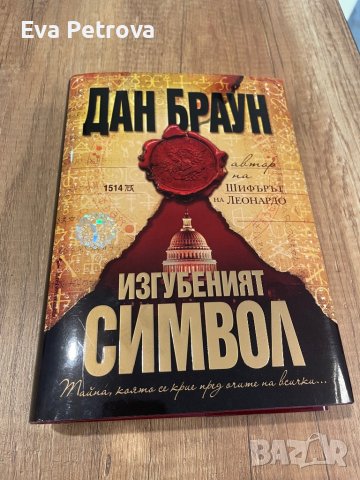 Eva Petrova
ДАН БРАУН
автор
на
1514
ШИФЪРЪТ
НА ЛЕОНАРДО
ИЗГУБЕНИЯТ
СИМВОЛ
Тайна, която се крие пред очите на всички...
BAZAR